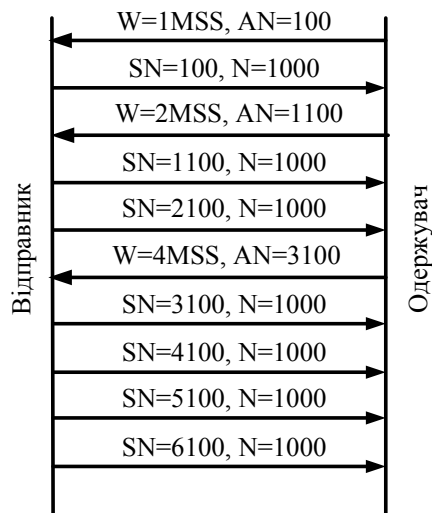 W=1MSS, AN=100
SN=100, N=1000
W=2MSS, AN=1100
SN=1100, N=1000
SN=2100, N=1000
W=4MSS, AN=3100
SN=3100, N=1000
SN=4100, N=1000
SN=5100, N=1000
SN=6100, N=1000
Відправник
Одержувач